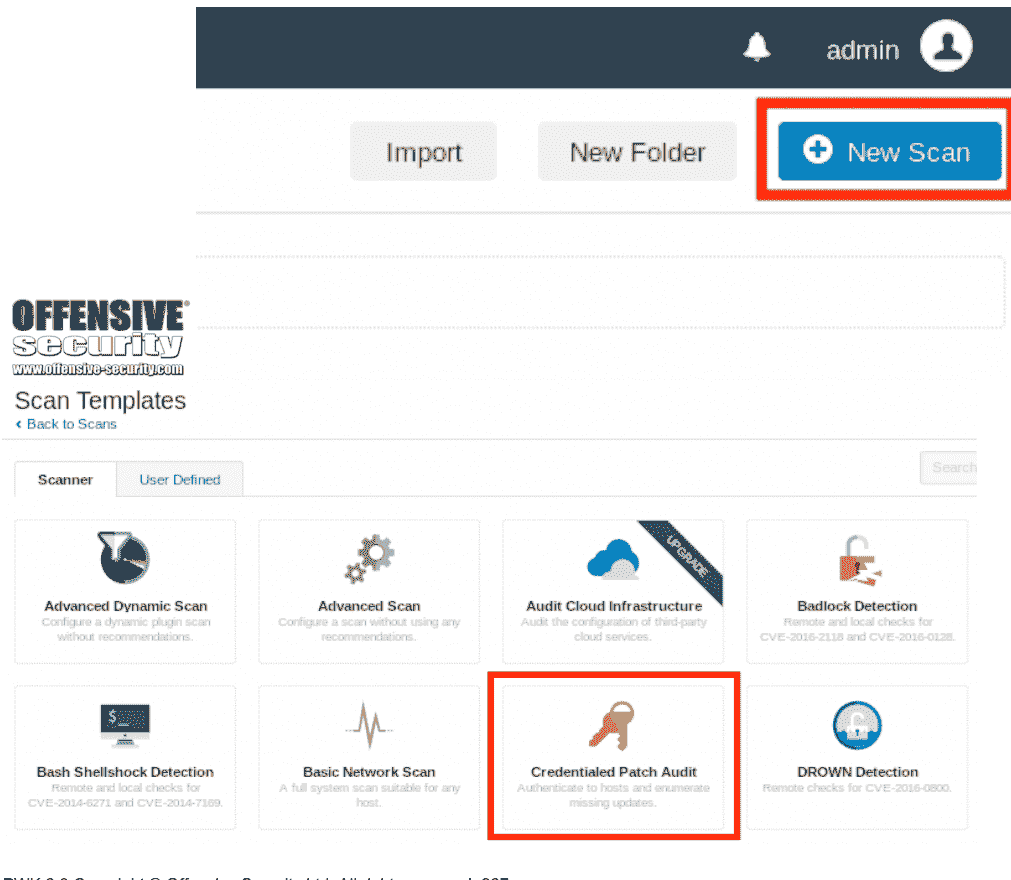 admin
Import
New Folder
New Scan
OFFENSIVE
security
www.offensive-security.com
Scan Templates
Back to Scans
Scanner
User Defined
Search
UPGRADE
Advanced Dynamic Scan
Configure a dynamic plugin scan
without recommendations.
Advanced Scan
Configure a scan without using any
recommendations.
Audit Cloud Infrastructure
Audit the configuration of third-party
cloud services.
Badlock Detection
Remote and local checks for
CVE-2016-2118 and CVE-2016-0128.
$_
Bash Shellshock Detection
Remote and local checks for
CVE-2014-6271 and CVE-2014-7169.
Basic Network Scan
A full system scan suitable for any
host.
Credentialed Patch Audit
Authenticate to hosts and enumerate
missing updates.
DROWN Detection
Remote checks for CVE-2016-0800.